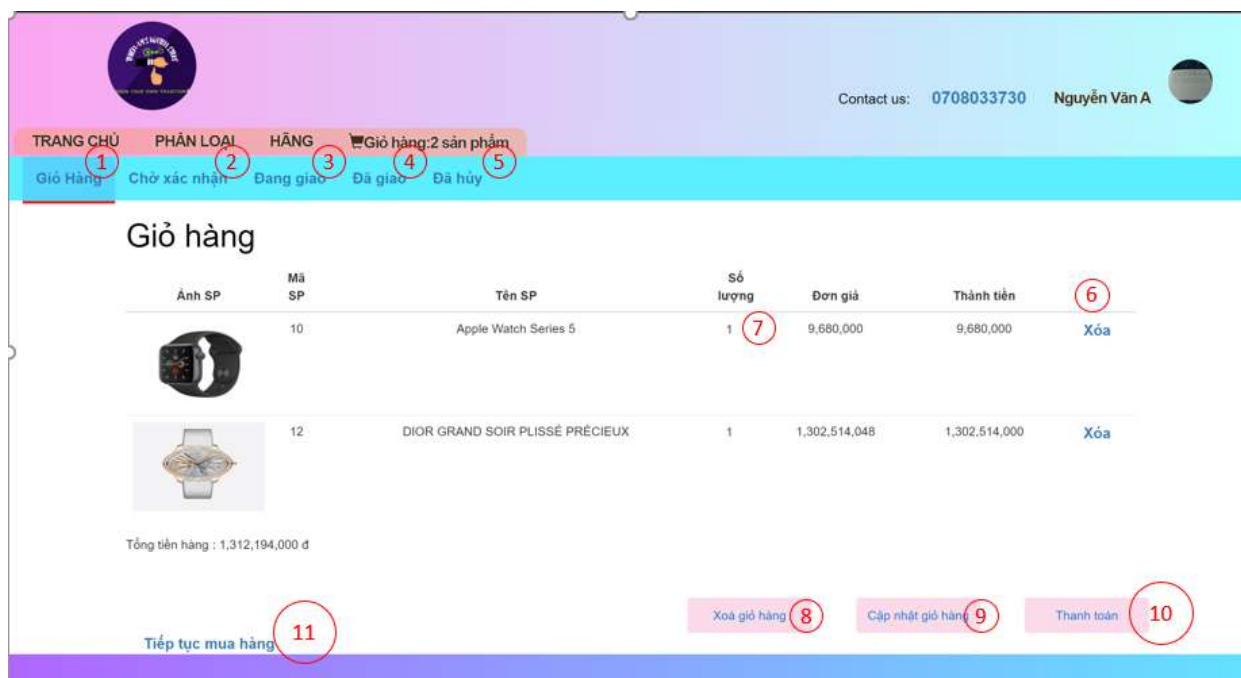 Contact us: 0708033730 Nguyễn Văn A
TRANG CHỦ PHÂN LOẠI HÃNG Giỏ hàng:2 sản phẩm
1 2 3 4 5
Giỏ Hàng Chờ xác nhận Đang giao Đã giao Đã hủy
Giỏ hàng
Ảnh SP Mã SP Tên SP Số lượng Đơn giá Thành tiền 6
10 Apple Watch Series 5 1 7 9,680,000 9,680,000 Xóa
12 DIOR GRAND SOIR PLISSÉ PRÉCIEUX 1 1,302,514,048 1,302,514,000 Xóa
Tổng tiền hàng : 1,312,194,000 đ
Xoá giỏ hàng 8 Cập nhật giỏ hàng 9 Thanh toán 10
Tiếp tục mua hàng 11